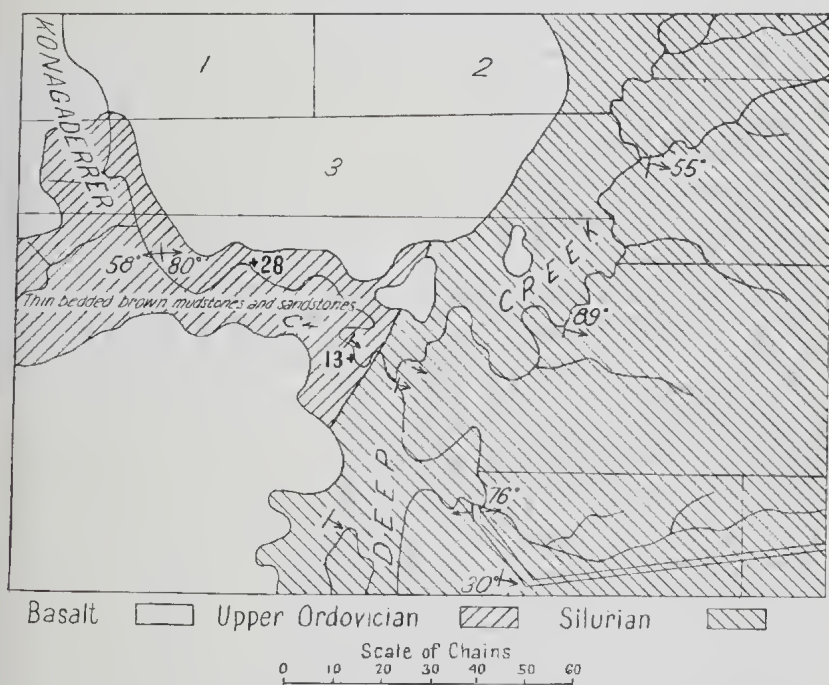 KONAGADERRER
1
2
3
55°
58° 80° 28
Thin bedded brown mudstones and sandstones
CREEK
89°
13
DEEP
76°
30°
Basalt Upper Ordovician Silurian
Scale of Chains
0 10 20 30 40 50 60